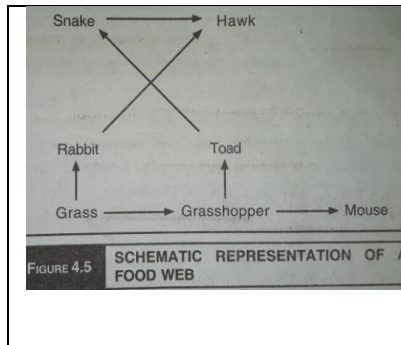 Snake Hawk
Rabbit Toad
Grass Grasshopper Mouse
FIGURE 4.5
SCHEMATIC REPRESENTATION OF
FOOD WEB